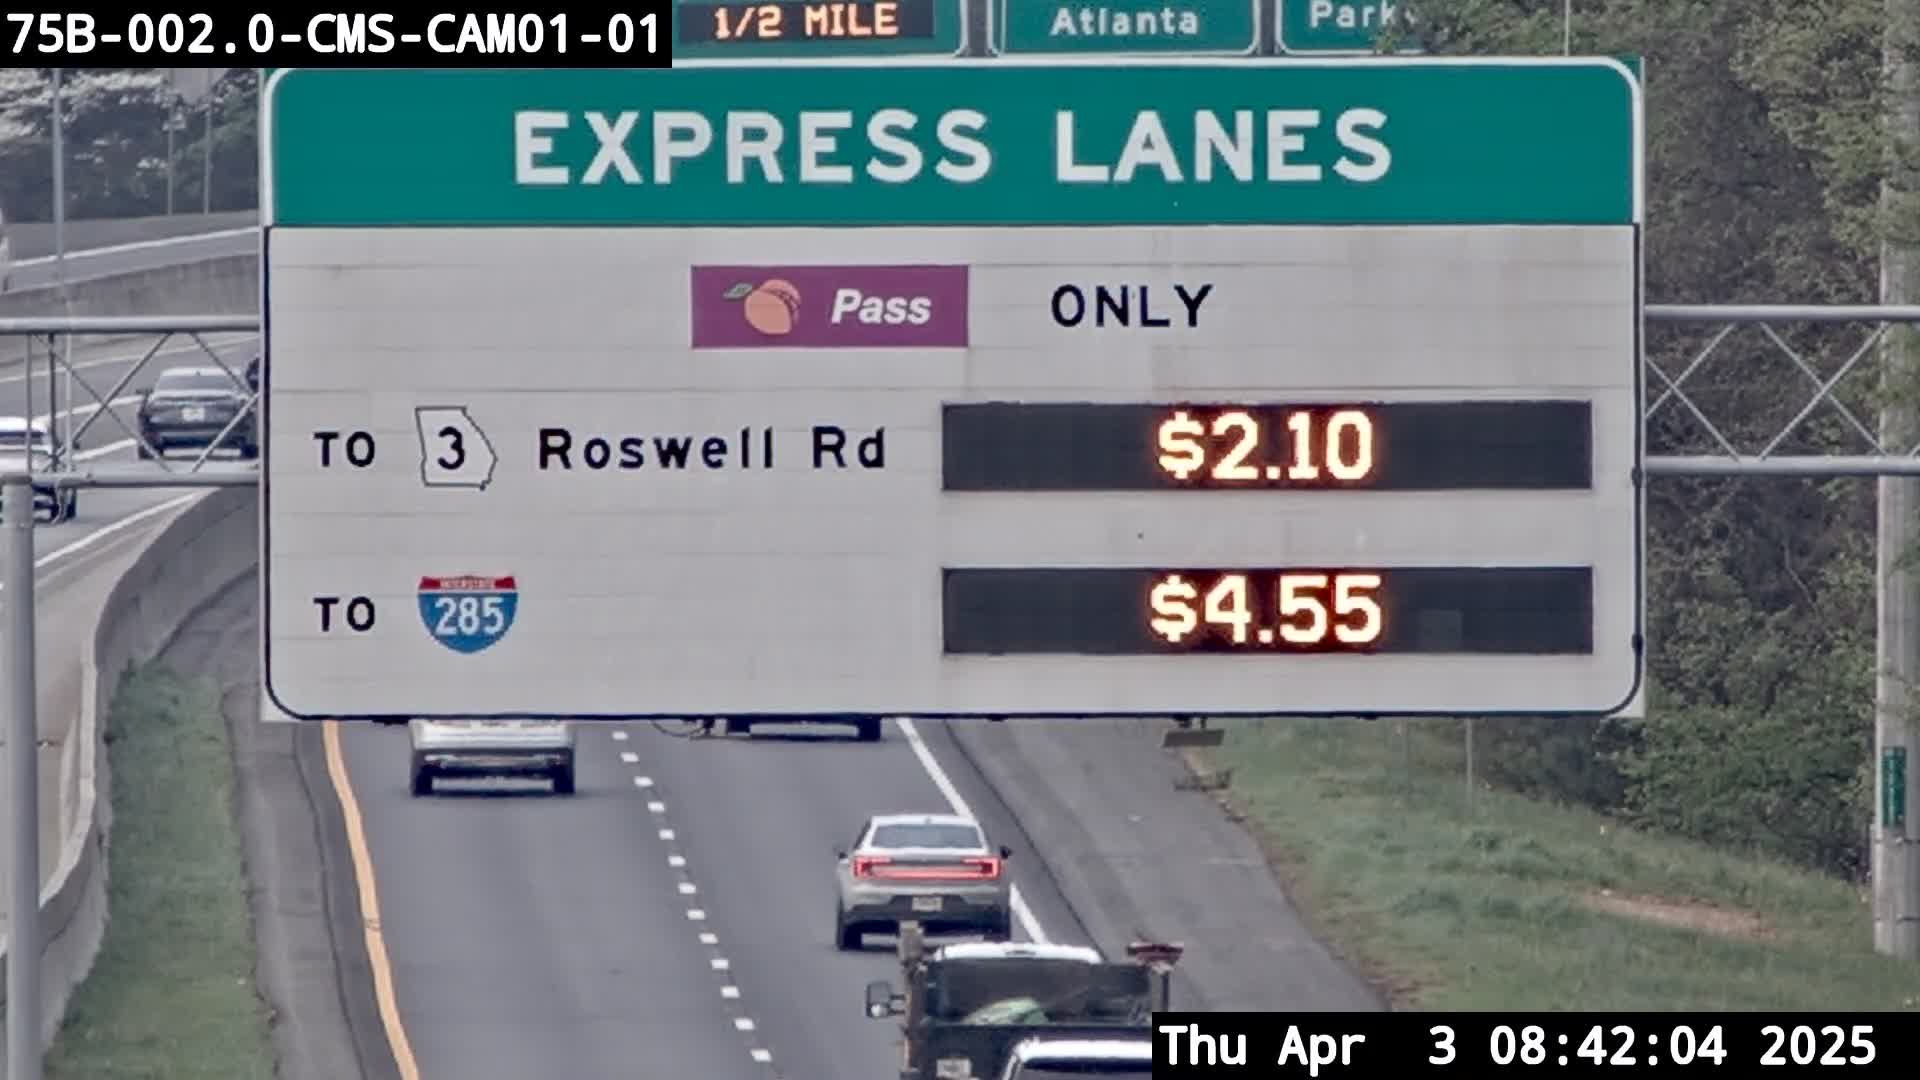 75B-002.0-CMS-CAM01-01
1/2 MILE
Atlanta
EXPRESS LANES
Pass ONLY
TO 3 Roswell Rd $2.10
TO INTERSTATE 285 $4.55
Thu Apr 3 08:42:04 2025